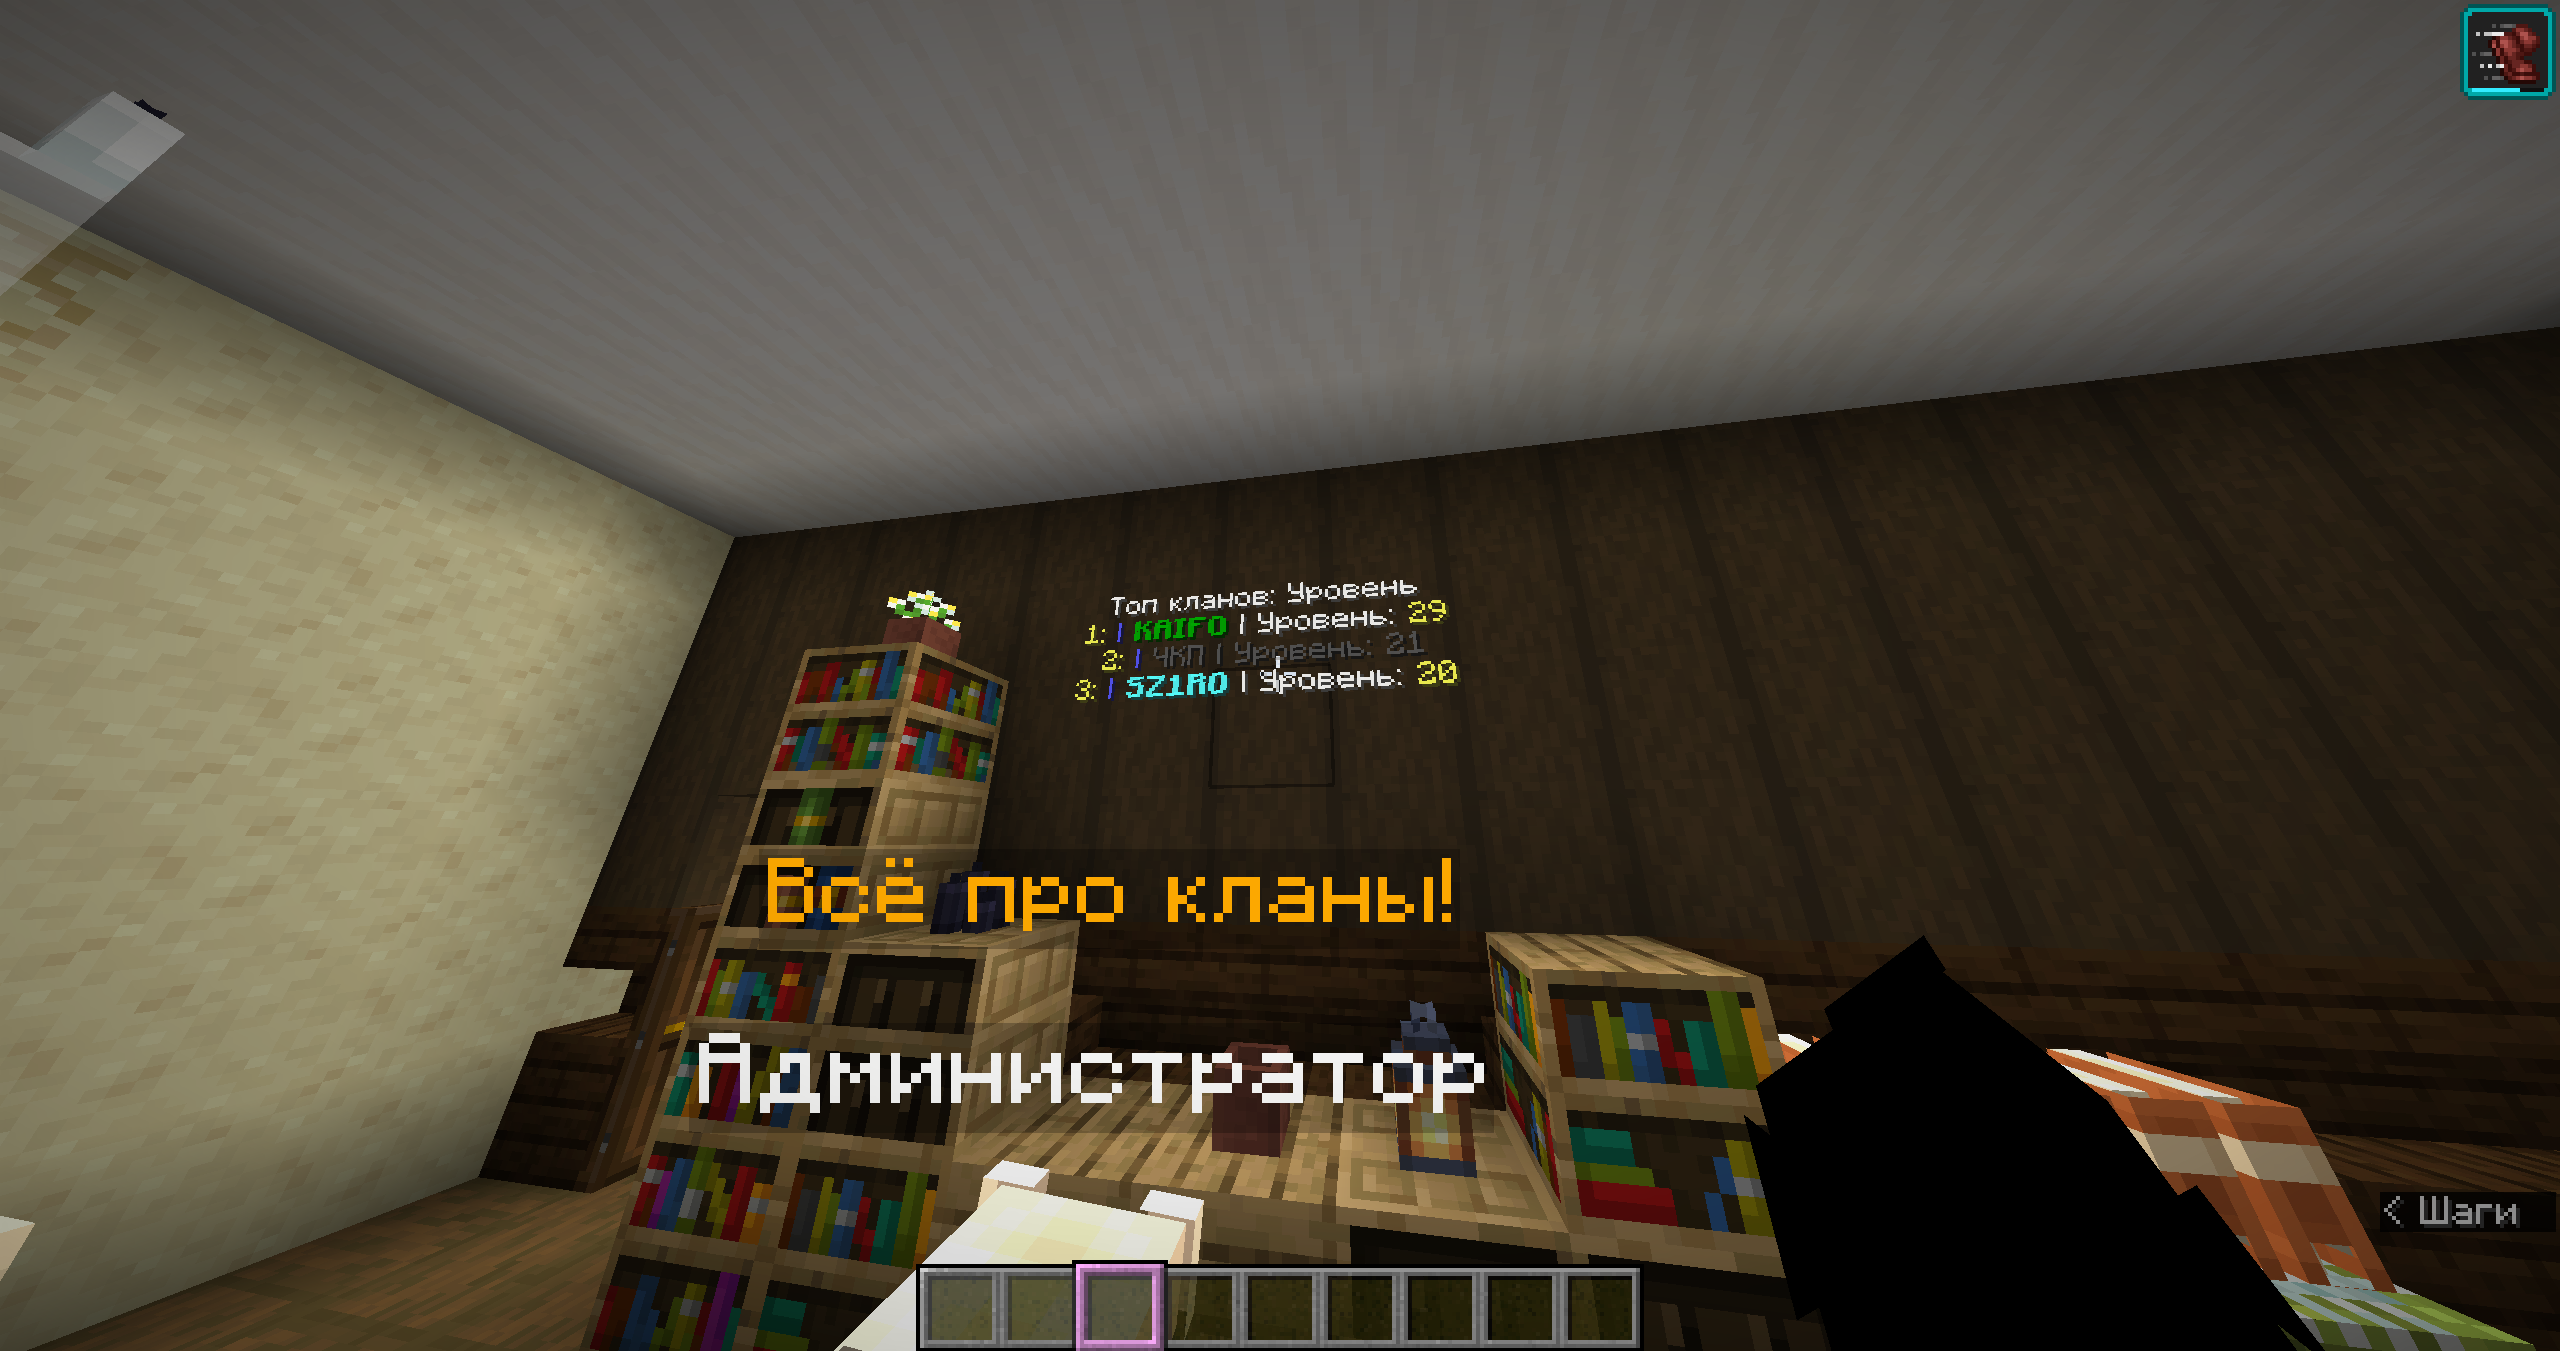 Топ кланов: Уровень
1: | KAIFO | Уровень: 29
2: | ЧКП | Уровень: 21
3: | SZ1RO | Уровень: 20
Всё про кланы!
Администратор
< Шаги